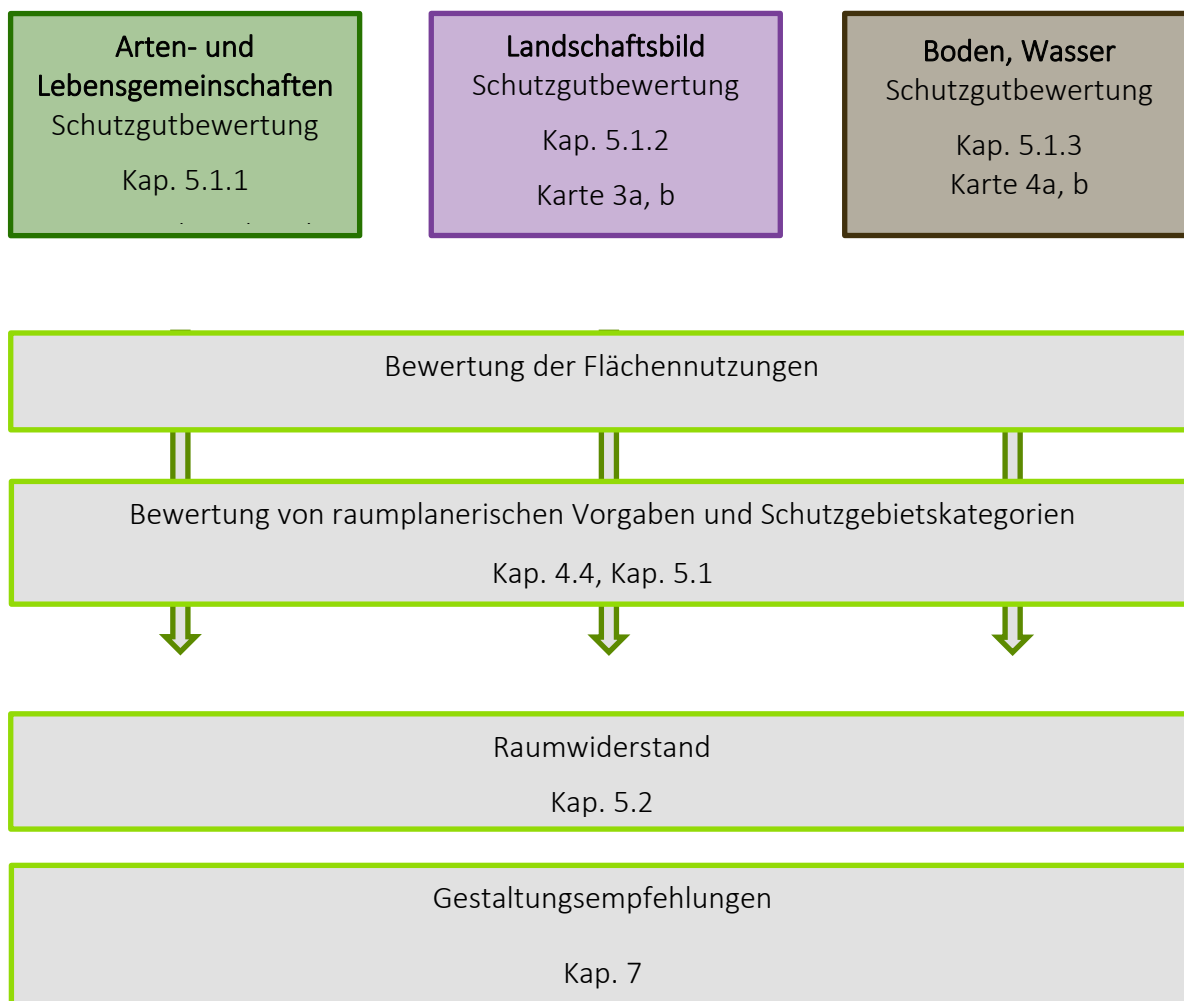 Arten- und
Lebensgemeinschaften
Schutzgutbewertung
Kap. 5.1.1
Landschaftsbild
Schutzgutbewertung
Kap. 5.1.2
Karte 3a, b
Boden, Wasser
Schutzgutbewertung
Kap. 5.1.3
Karte 4a, b
Bewertung der Flächennutzungen
Bewertung von raumplanerischen Vorgaben und Schutzgebietskategorien
Kap. 4.4, Kap. 5.1
Raumwiderstand
Kap. 5.2
Gestaltungsempfehlungen
Kap. 7